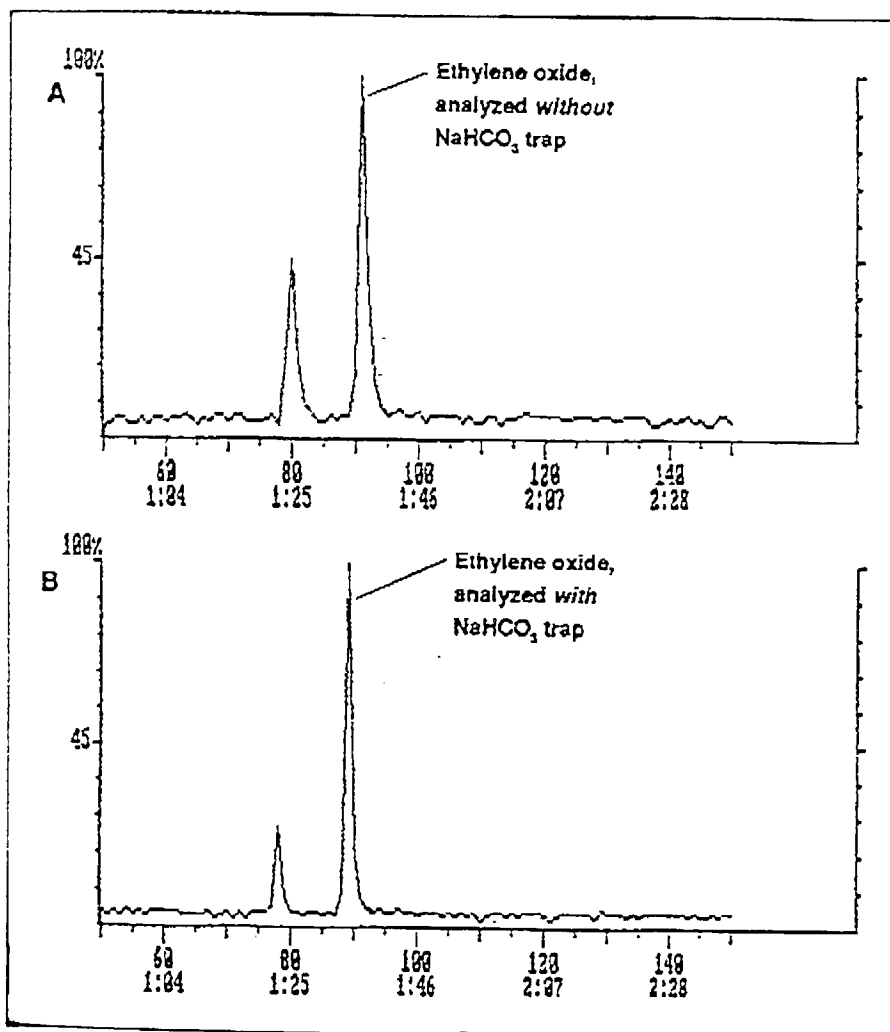 100%
A
Ethylene oxide,
analyzed without
NaHCO₃ trap
45
60 80 100 120 140
1:04 1:25 1:46 2:07 2:28
100%
B
Ethylene oxide,
analyzed with
NaHCO₃ trap
45
60 80 100 120 140
1:04 1:25 1:46 2:07 2:28